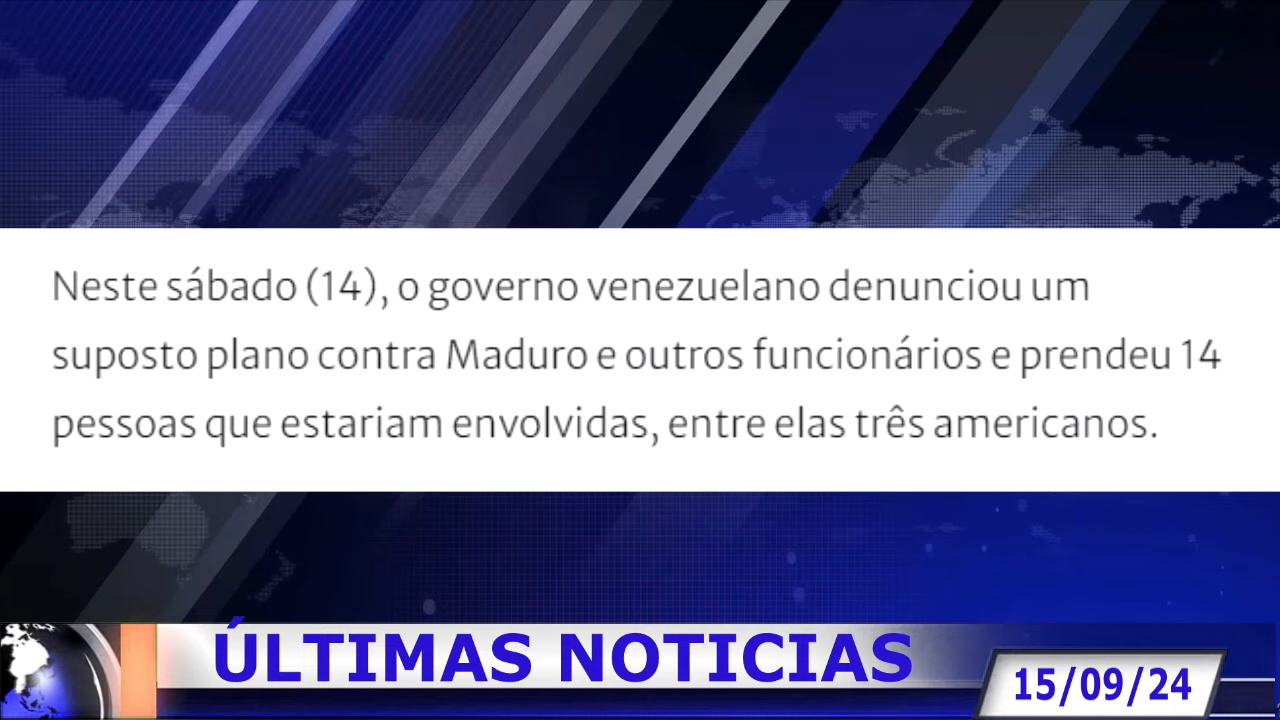 Neste sábado (14), o governo venezuelano denunciou um
suposto plano contra Maduro e outros funcionários e prendeu 14
pessoas que estariam envolvidas, entre elas três americanos.
ÚLTIMAS NOTICIAS
15/09/24